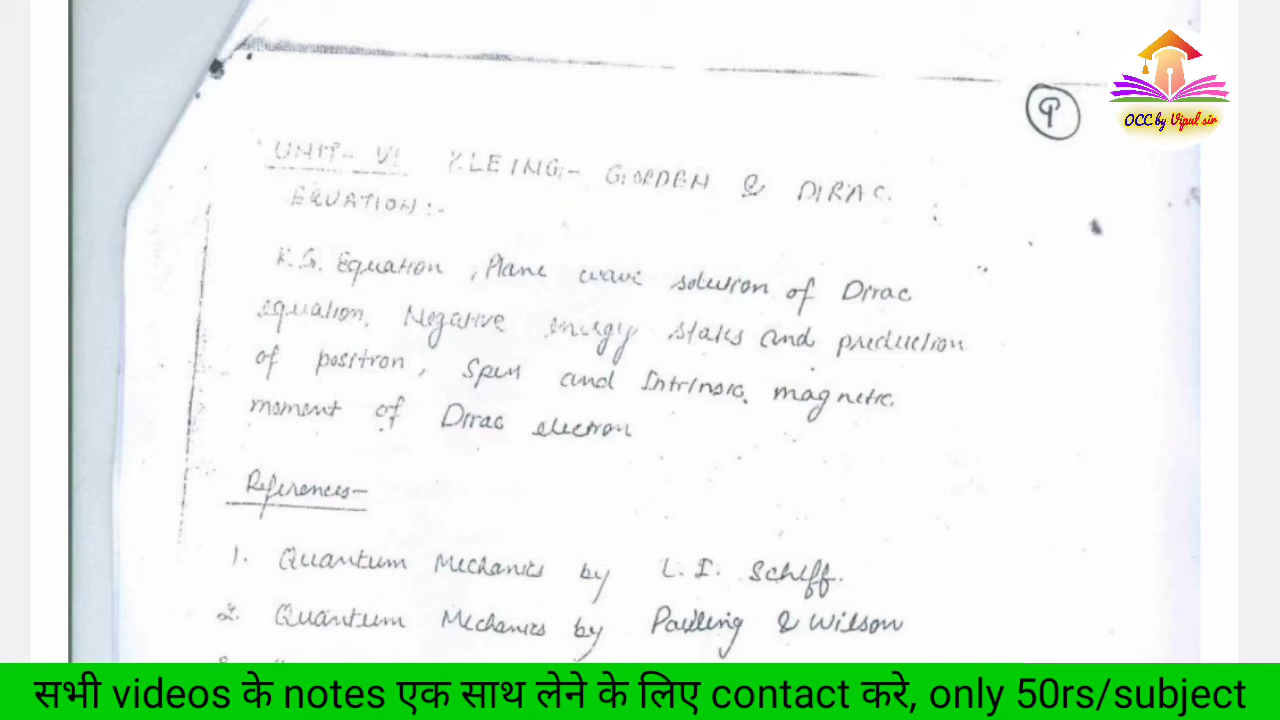 9
OCC by Vipul sir
UNIT- VI KLEING:- GORDEN & DIRAC
EQUATION:-
K.G. Equation, Plane wave solution of Dirac
equation, Negative energy states and production
of positron, Spin and Intrinsic magnetic
moment of Dirac electron
References-
1. Quantum Mechanics by L.I. Schiff.
2. Quantum Mechanics by Pauling & Wilson
सभी videos के notes एक साथ लेने के लिए contact करे, only 50rs/subject